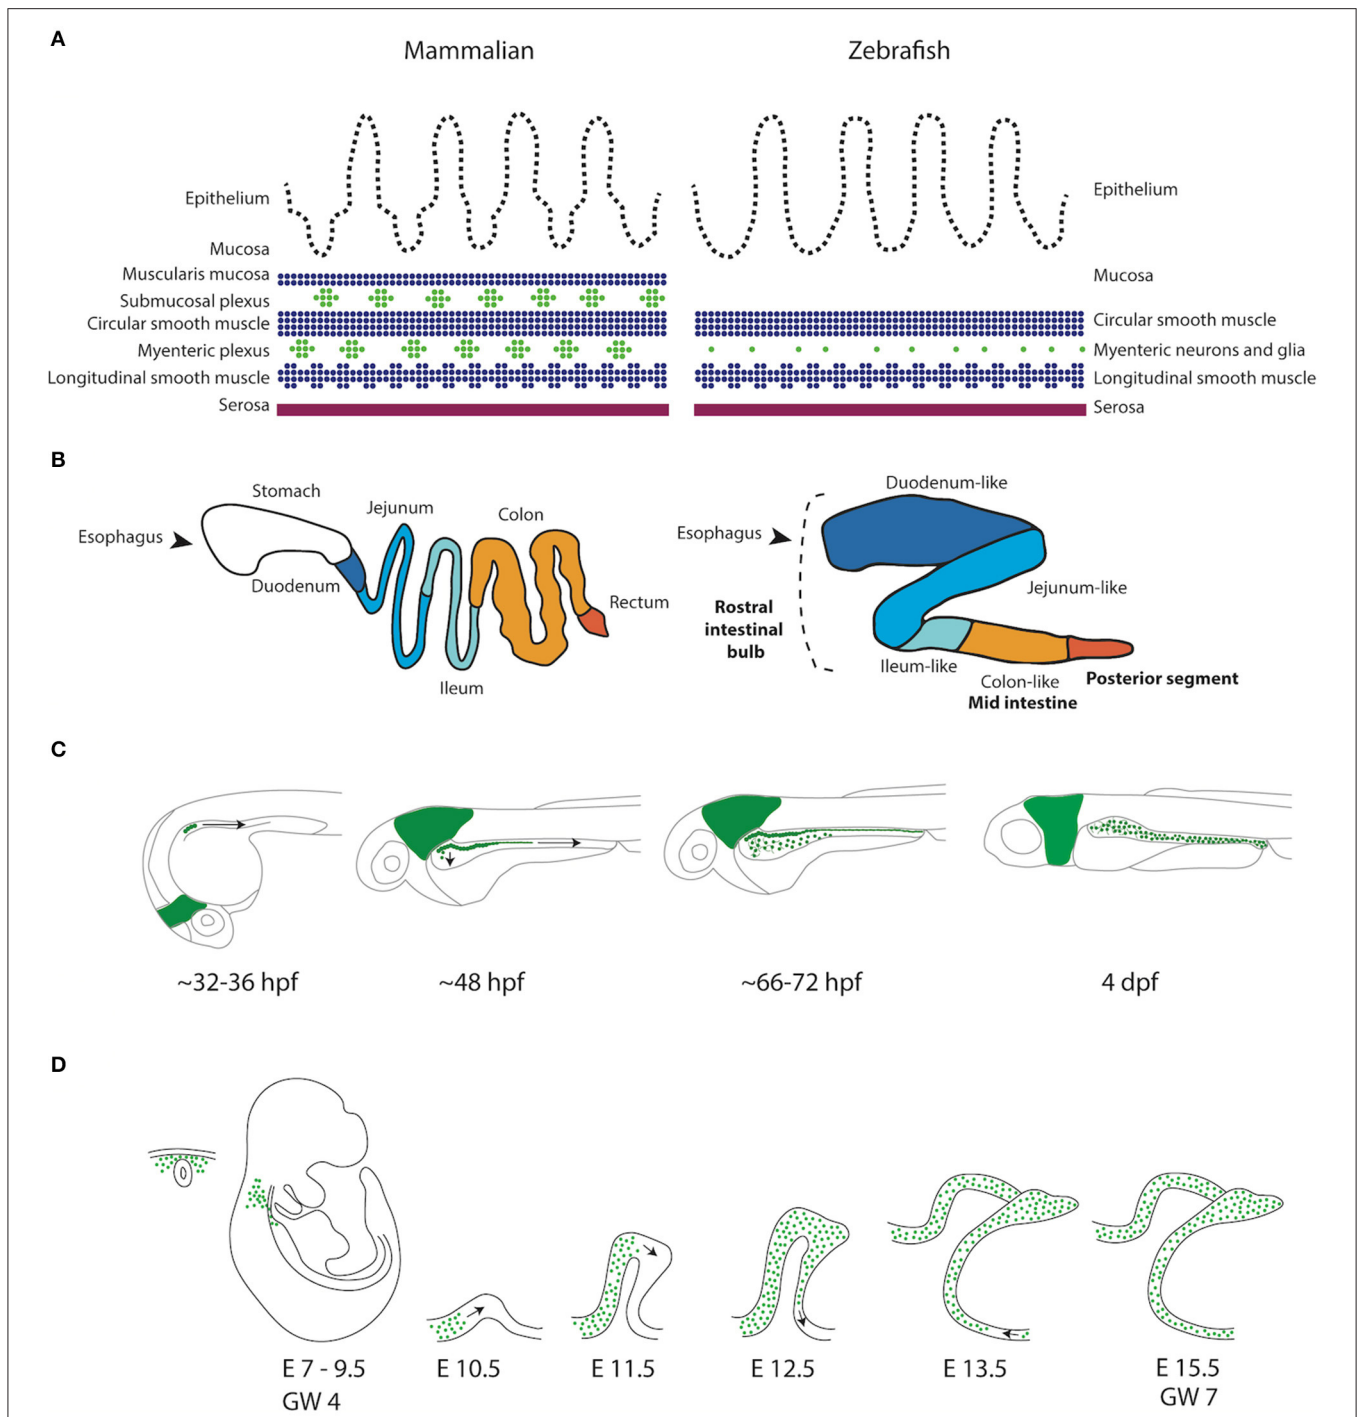 A
Mammalian
Zebrafish
Epithelium
Mucosa
Muscularis mucosa
Submucosal plexus
Circular smooth muscle
Myenteric plexus
Longitudinal smooth muscle
Serosa
Epithelium
Mucosa
Circular smooth muscle
Myenteric neurons and glia
Longitudinal smooth muscle
Serosa
B
Stomach
Jejunum
Colon
Esophagus
Duodenum
Rectum
Ileum
Duodenum-like
Esophagus
Jejunum-like
Rostral
intestinal
bulb
Ileum-like
Colon-like
Mid intestine
Posterior segment
C
~32-36 hpf
~48 hpf
~66-72 hpf
4 dpf
D
E 7 - 9.5
GW 4
E 10.5
E 11.5
E 12.5
E 13.5
E 15.5
GW 7